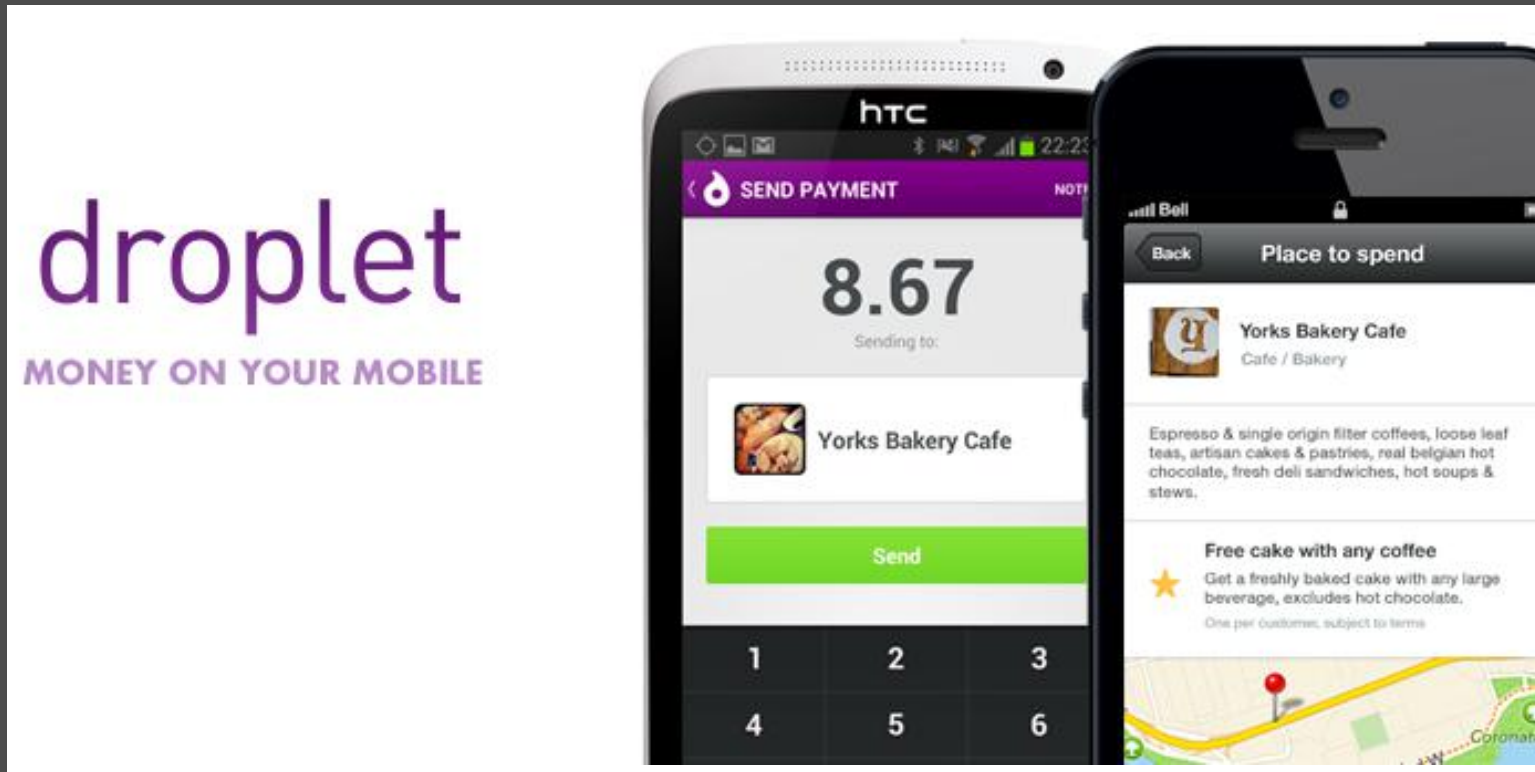 droplet
MONEY ON YOUR MOBILE
hTC
22:23
SEND PAYMENT
8.67
Sending to:
Yorks Bakery Cafe
Send
1 2 3
4 5 6
Bell
Back Place to spend
Yorks Bakery Cafe
Cafe / Bakery
Espresso & single origin filter coffees, loose leaf
teas, artisan cakes & pastries, real belgian hot
chocolate, fresh deli sandwiches, hot soups &
stews.
Free cake with any coffee
Get a freshly baked cake with any large
beverage, excludes hot chocolate.
One per customer, subject to terms